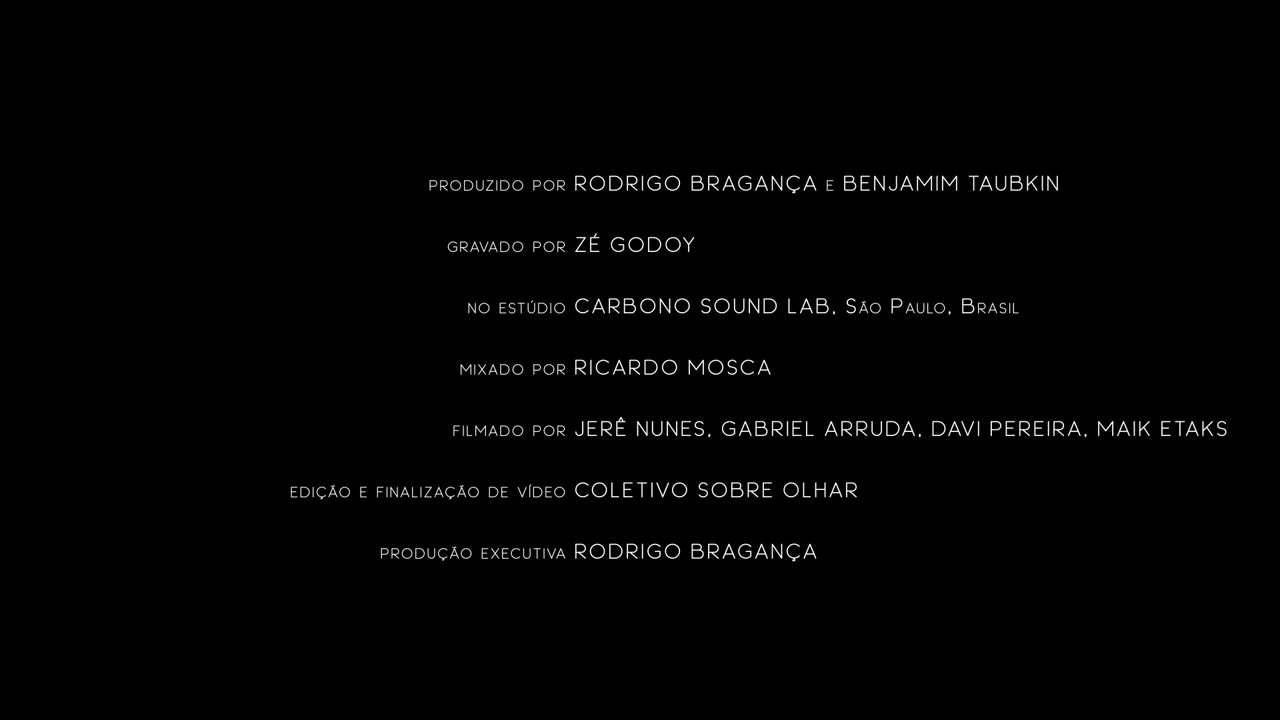 PRODUZIDO POR RODRIGO BRAGANÇA E BENJAMIM TAUBKIN
GRAVADO POR ZÉ GODOY
NO ESTÚDIO CARBONO SOUND LAB, São Paulo, Brasil
MIXADO POR RICARDO MOSCA
FILMADO POR JERÊ NUNES, GABRIEL ARRUDA, DAVI PEREIRA, MAIK ETAKS
EDIÇÃO E FINALIZAÇÃO DE VÍDEO COLETIVO SOBRE OLHAR
PRODUÇÃO EXECUTIVA RODRIGO BRAGANÇA